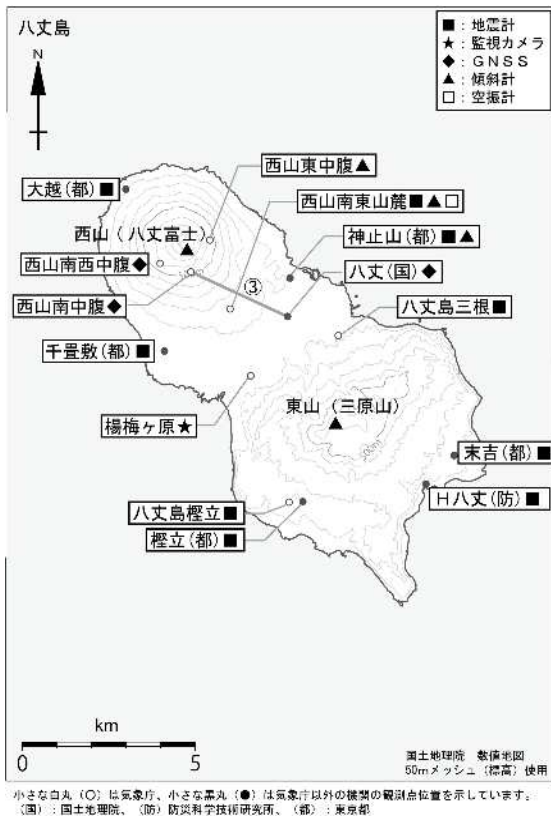 八丈島
N
■：地震計
★：監視カメラ
◆：ＧＮＳＳ
▲：傾斜計
□：空振計
西山東中腹▲
大越(都)■
西山南東山麓■▲□
西山（八丈富士）
神止山(都)■▲
西山南西中腹◆
③
八丈(国)◆
西山南中腹◆
八丈島三根■
千畳敷(都)■
東山（三原山）
楊梅ヶ原★
500m
末吉(都)■
Ｈ八丈(防)■
八丈島樫立■
樫立(都)■
km
0 5
国土地理院　数値地図
50mメッシュ（標高）使用
小さな白丸（○）は気象庁、小さな黒丸（●）は気象庁以外の機関の観測点位置を示しています。
（国）：国土地理院、（防）防災科学技術研究所、（都）：東京都